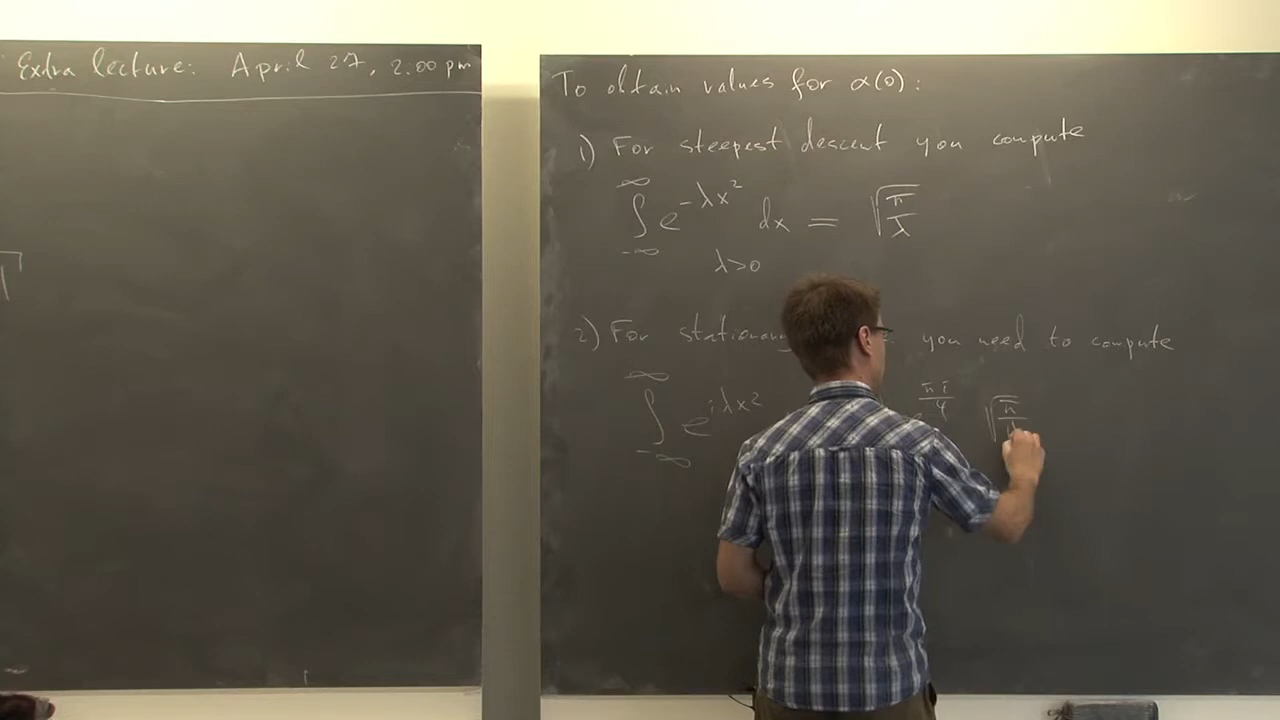 Extra lecture: April 27, 2.00 pm
To obtain values for α(0):
1) For steepest descent you compute
∫_{-∞}^{∞} e^{-λx²} dx = √(π/λ)
λ>0
2) For stationary you need to compute
∫_{-∞}^{∞} e^{iλx²} e^{πi/4} √π